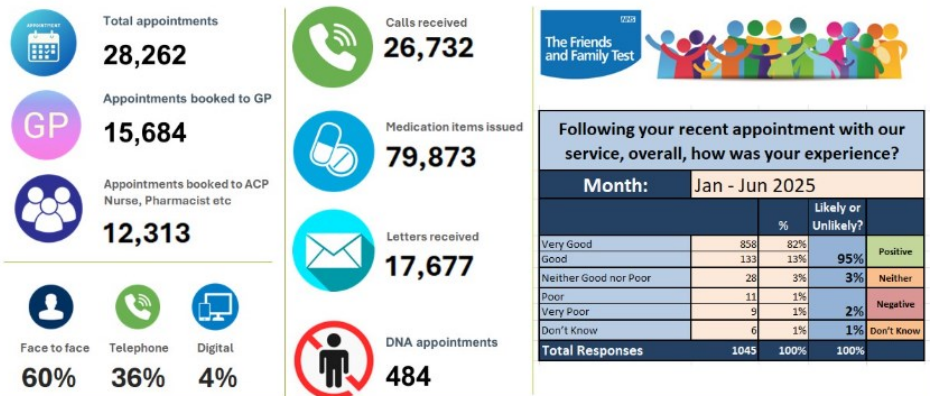 APPOINTMENT
Total appointments
28,262
GP
Appointments booked to GP
15,684
Appointments booked to ACP
Nurse, Pharmacist etc
12,313
Face to face
60%
Telephone
36%
Digital
4%
Calls received
26,732
Medication items issued
79,873
Letters received
17,677
DNA appointments
484
NHS
The Friends
and Family Test
Following your recent appointment with our
service, overall, how was your experience?
Month: Jan - Jun 2025
% Likely or Unlikely?
Very Good 858 82%
Good 133 13% 95% Positive
Neither Good nor Poor 28 3% 3% Neither
Poor 11 1%
Very Poor 9 1% 2% Negative
Don't Know 6 1% 1% Don't Know
Total Responses 1045 100% 100%